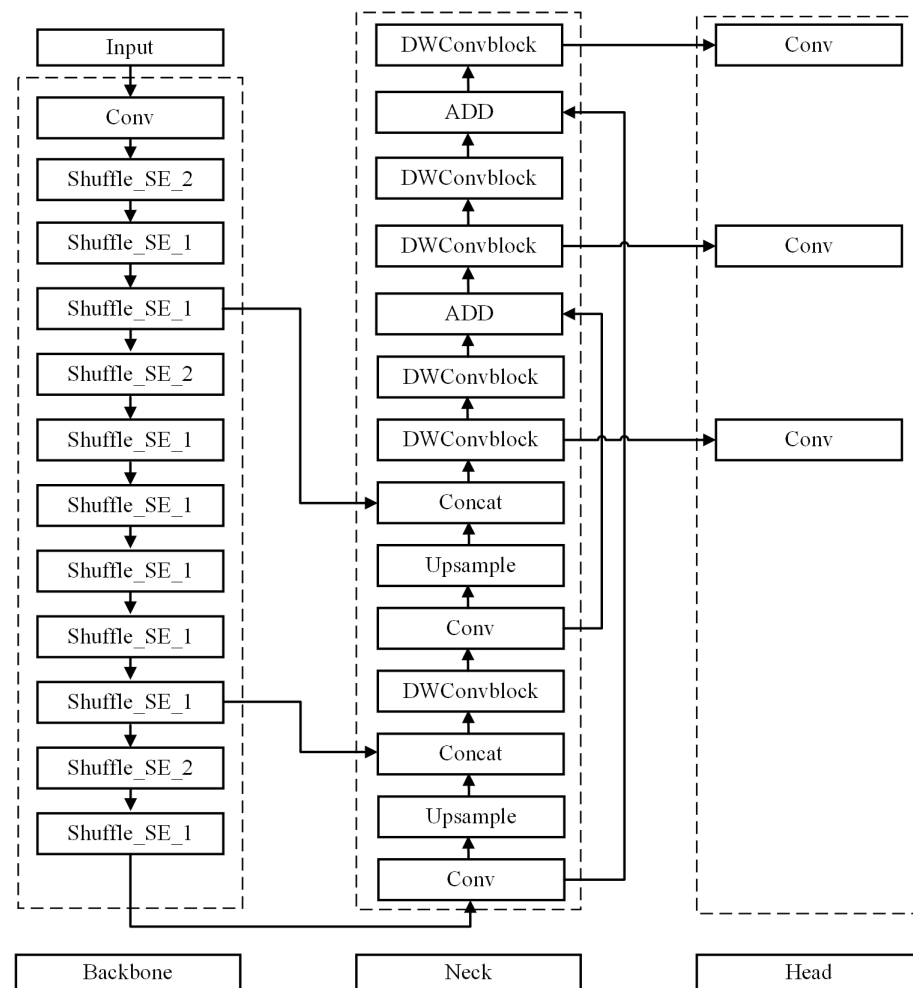 Input
Conv
Shuffle_SE_2
Shuffle_SE_1
Shuffle_SE_1
Shuffle_SE_2
Shuffle_SE_1
Shuffle_SE_1
Shuffle_SE_1
Shuffle_SE_1
Shuffle_SE_1
Shuffle_SE_2
Shuffle_SE_1
Backbone
DWConvblock
ADD
DWConvblock
DWConvblock
ADD
DWConvblock
DWConvblock
Concat
Upsample
Conv
DWConvblock
Concat
Upsample
Conv
Neck
Conv
Conv
Conv
Head